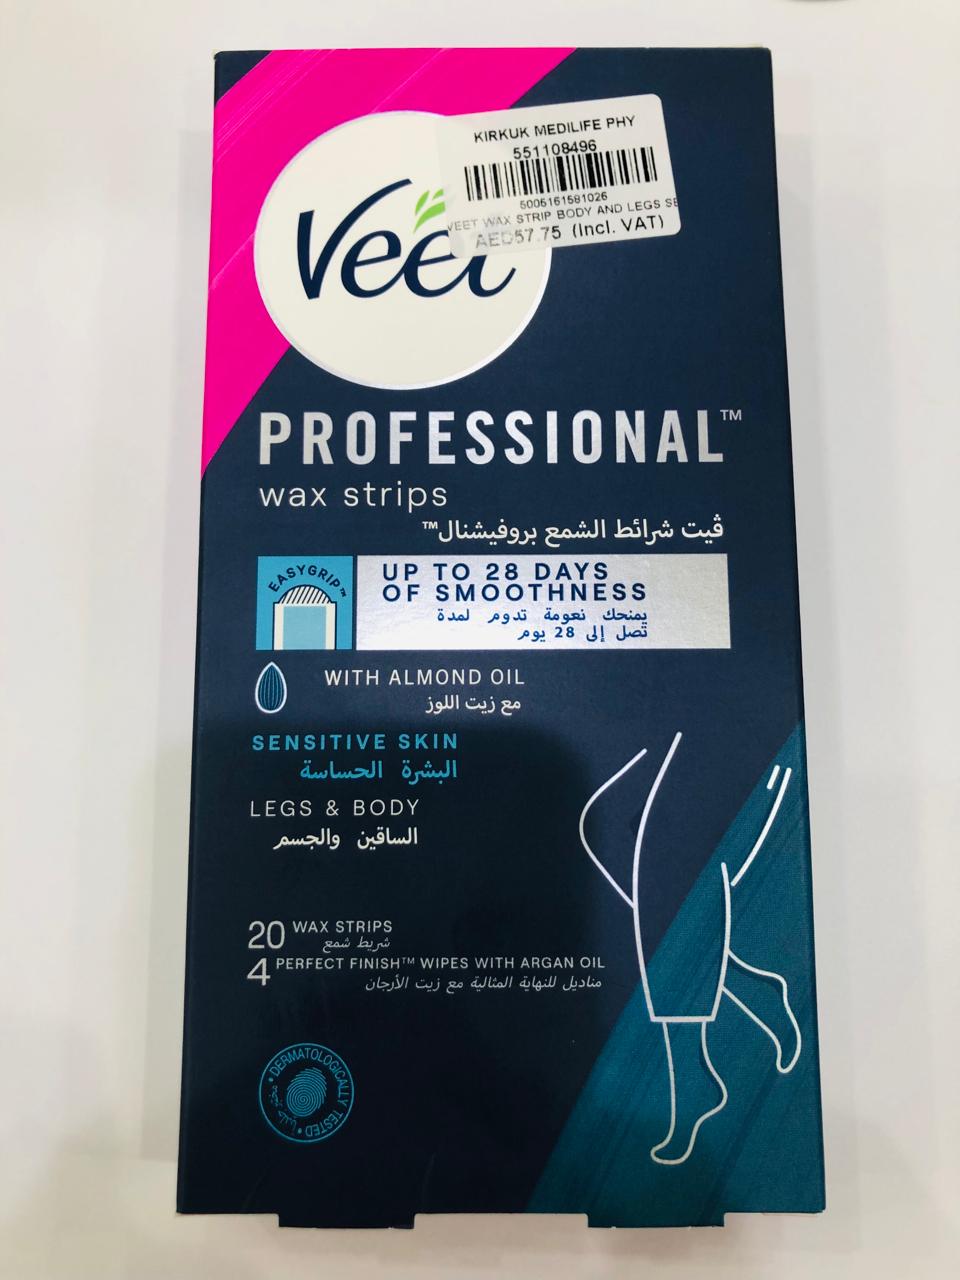 KIRKUK MEDILIFE PHY
551108496
5006161581026
VEET WAX STRIP BODY AND LEGS SE
AED57.75 (Incl. VAT)
Veet
PROFESSIONAL™
wax strips
ڤيت شرائط الشمع بروفيشنال™
EASYGRIP™
UP TO 28 DAYS
OF SMOOTHNESS
يمنحك نعومة تدوم لمدة
تصل إلى 28 يوم
WITH ALMOND OIL
مع زيت اللوز
SENSITIVE SKIN
البشرة الحساسة
LEGS & BODY
الساقين والجسم
20 WAX STRIPS
شريط شمع
4 PERFECT FINISH™ WIPES WITH ARGAN OIL
مناديل للنهاية المثالية مع زيت الأرجان
• DERMATOLOGICALLY TESTED •
مختبر جلديا